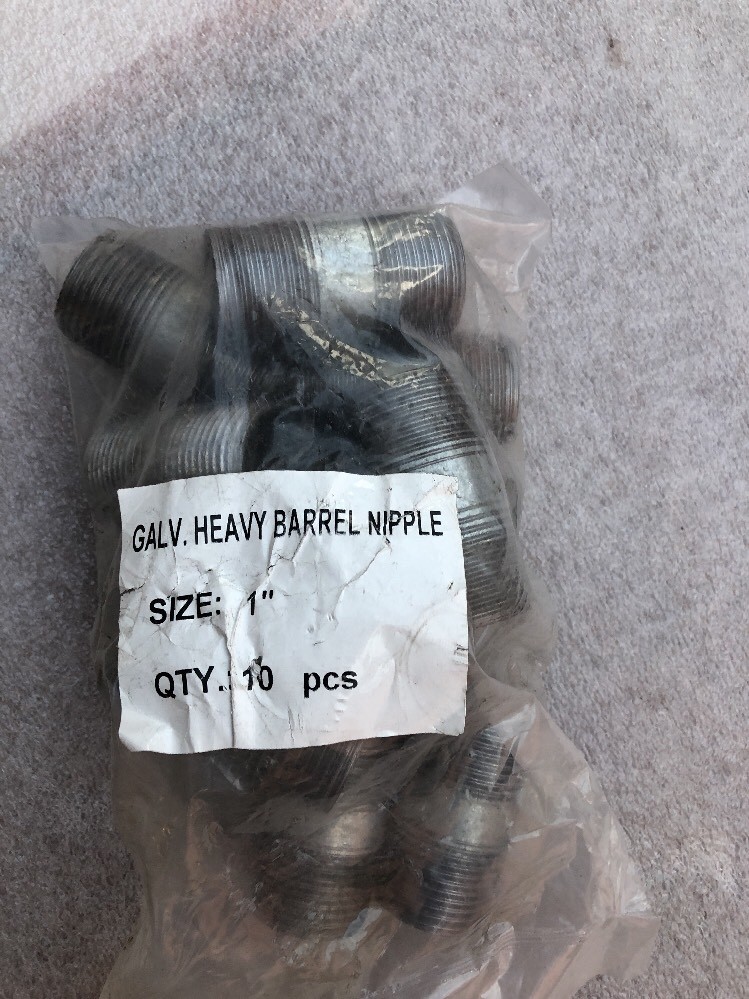 GALV. HEAVY BARREL NIPPLE
SIZE: 1"
QTY.: 10 pcs